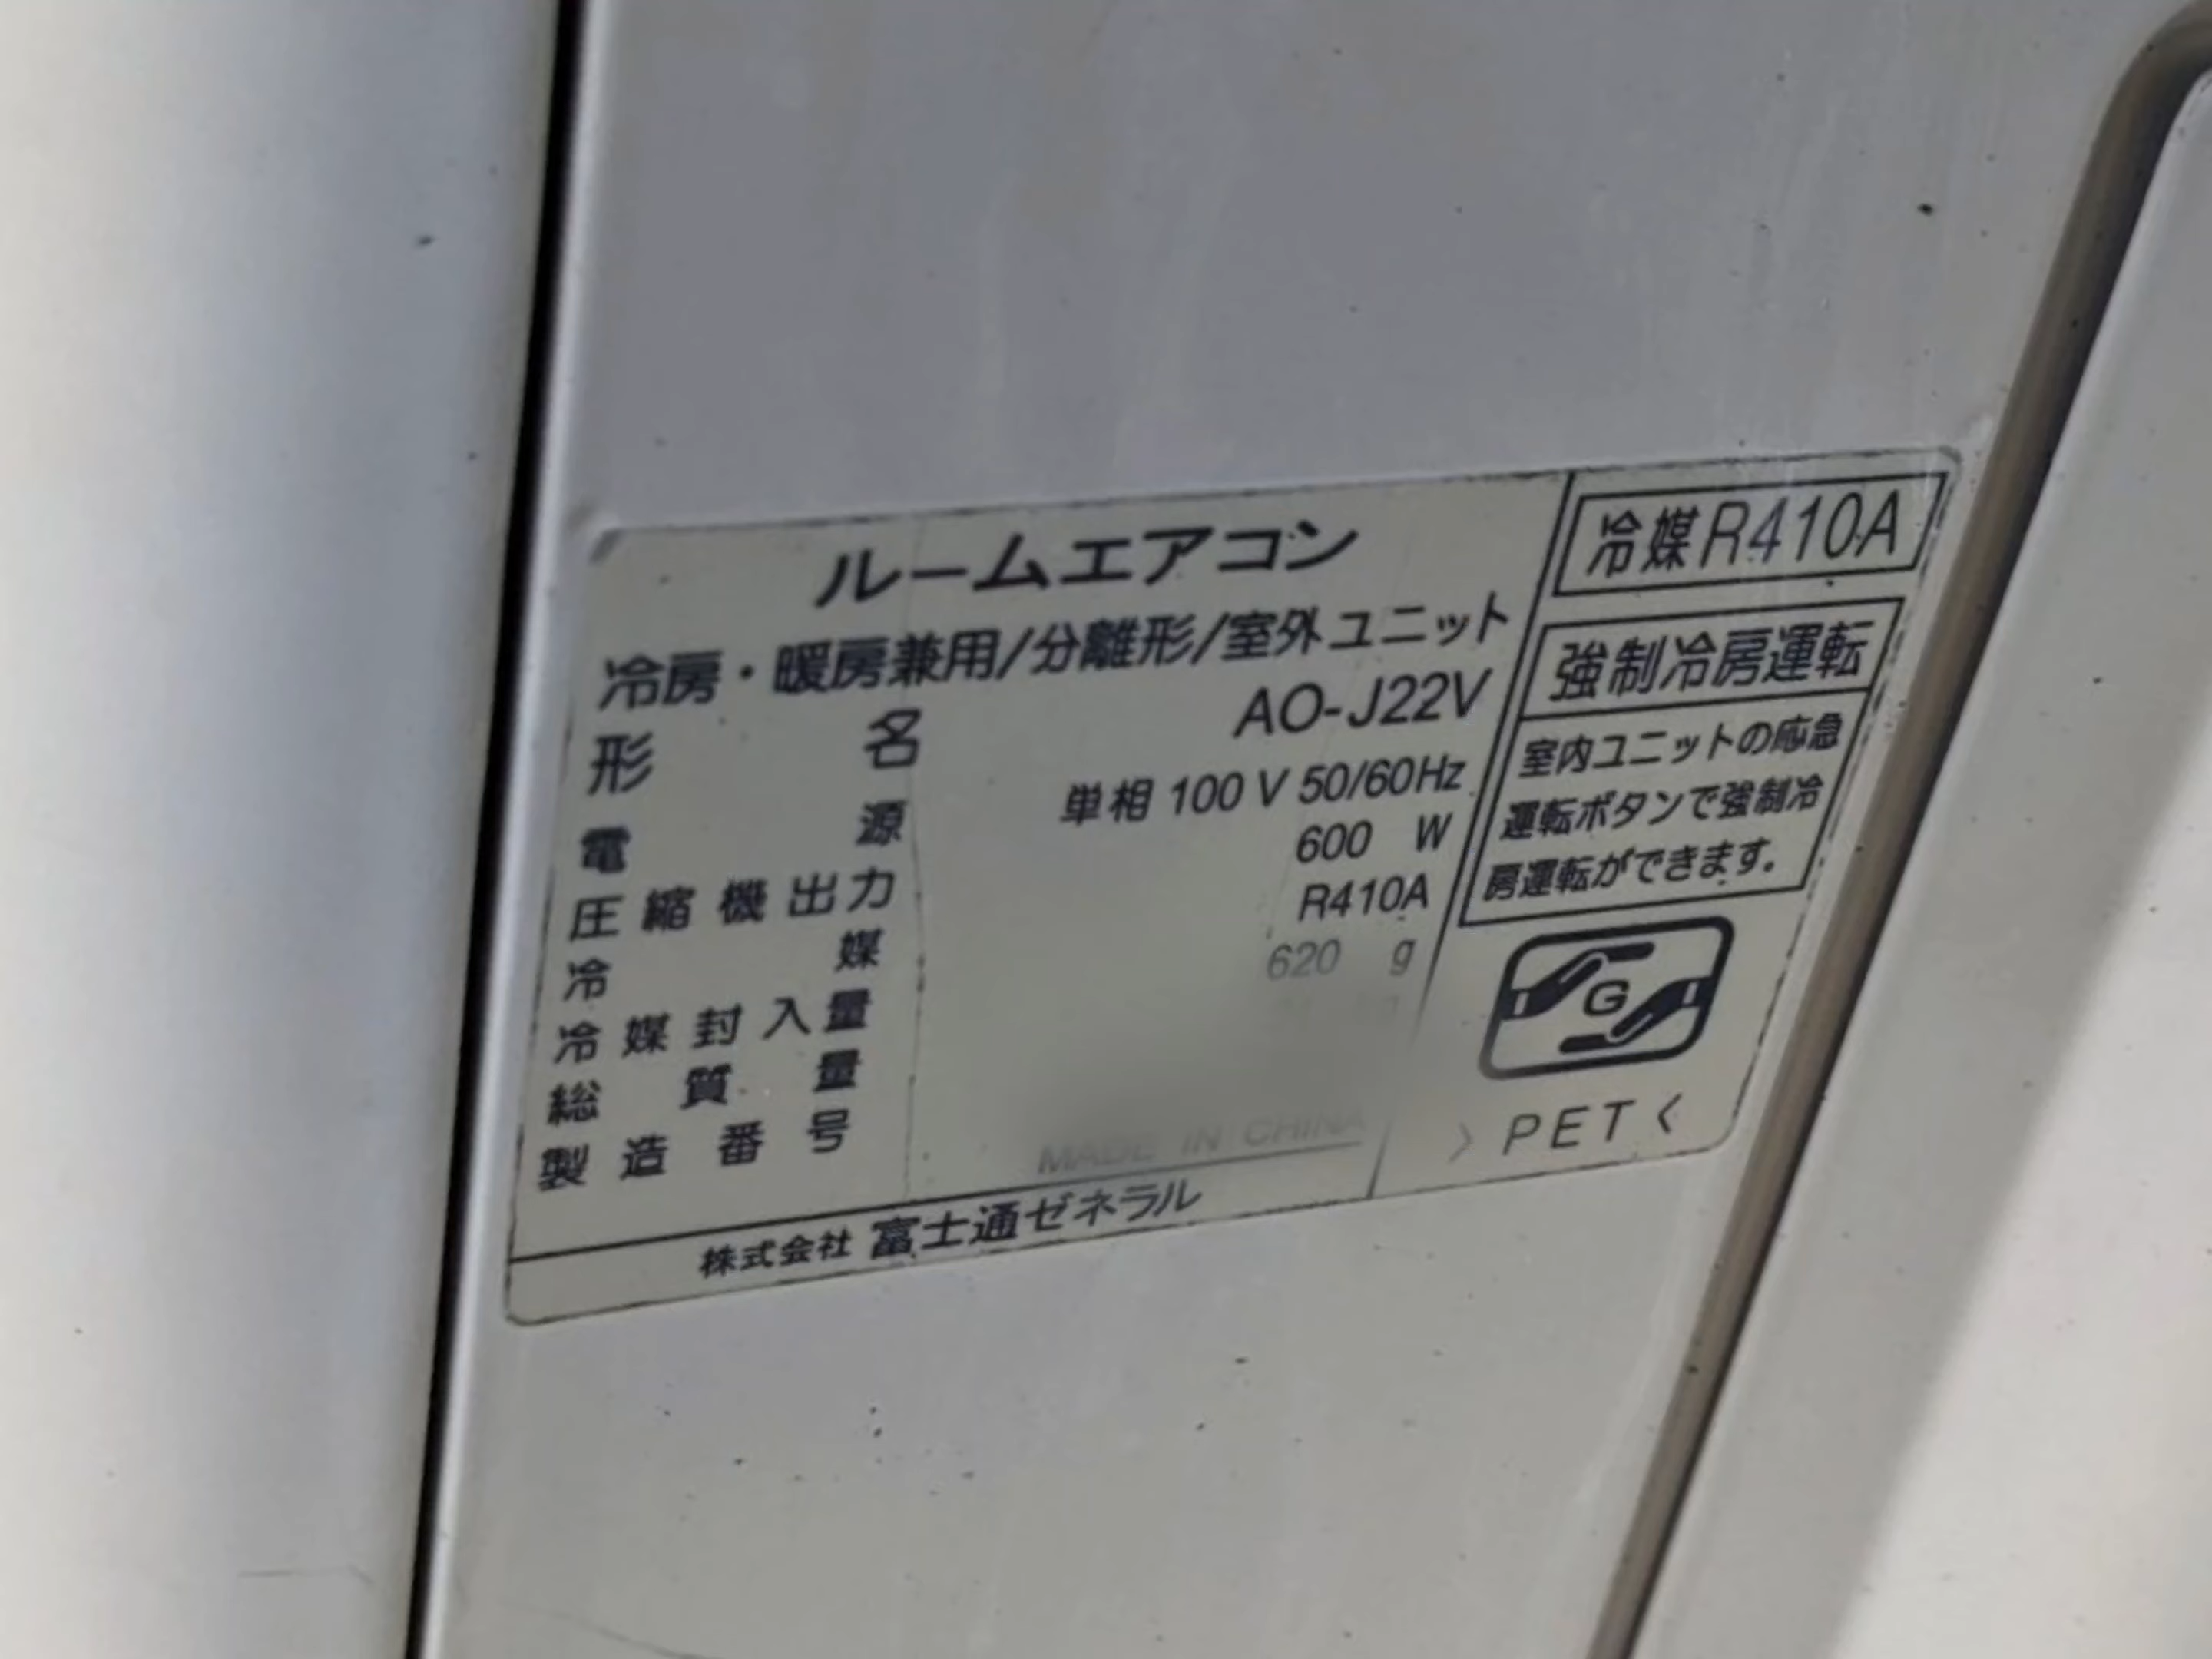 ルームエアコン
冷房・暖房兼用/分離形/室外ユニット
形名 AO-J22V
電源 単相 100 V 50/60Hz
圧縮機出力 600 W
冷媒 R410A
冷媒封入量 620 g
総質量
製造番号
MADE IN CHINA
株式会社 富士通ゼネラル
冷媒R410A
強制冷房運転
室内ユニットの応急
運転ボタンで強制冷
房運転ができます。
G
>PET<